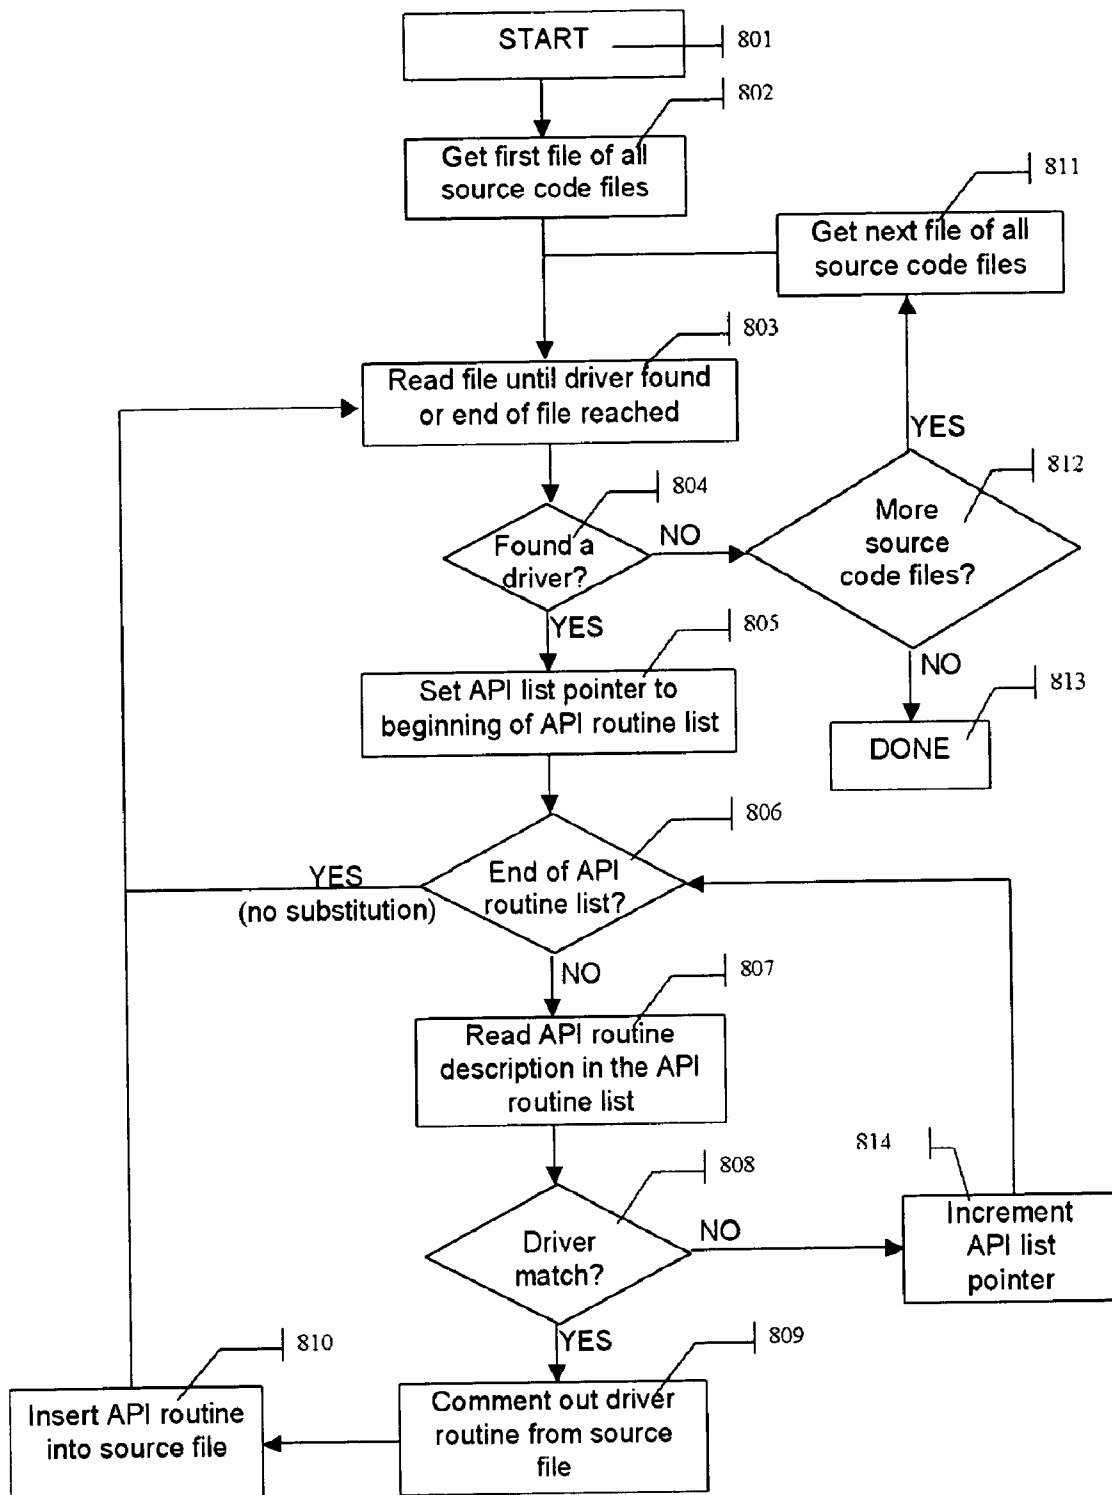 START
801
802
Get first file of all
source code files
811
Get next file of all
source code files
803
Read file until driver found
or end of file reached
YES
804
812
Found a
driver?
NO
More
source
code files?
YES
805
NO
Set API list pointer to
beginning of API routine list
813
DONE
806
End of API
routine list?
YES
(no substitution)
NO
807
Read API routine
description in the API
routine list
814
808
Driver
match?
NO
Increment
API list
pointer
YES
809
810
Comment out driver
routine from source
file
Insert API routine
into source file